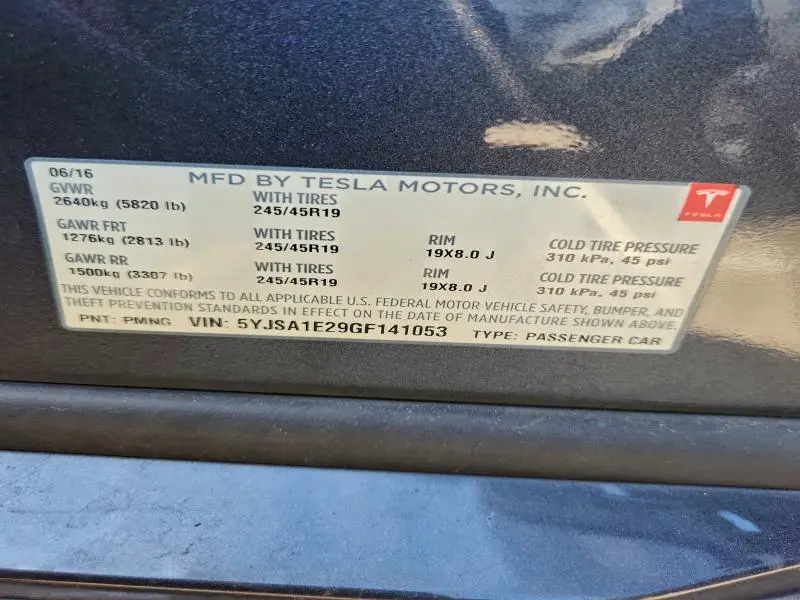 06/16 MFD BY TESLA MOTORS, INC.
GVWR WITH TIRES
2640kg (5820 lb) 245/45R19
TESLA
GAWR FRT WITH TIRES RIM COLD TIRE PRESSURE
1276kg (2813 lb) 245/45R19 19X8.0 J 310 kPa, 45 psi
GAWR RR WITH TIRES RIM COLD TIRE PRESSURE
1500kg (3307 lb) 245/45R19 19X8.0 J 310 kPa, 45 psi
THIS VEHICLE CONFORMS TO ALL APPLICABLE U.S. FEDERAL MOTOR VEHICLE SAFETY, BUMPER, AND
THEFT PREVENTION STANDARDS IN EFFECT ON THE DATE OF MANUFACTURE SHOWN ABOVE.
PNT: PMNG VIN: 5YJSA1E29GF141053 TYPE: PASSENGER CAR